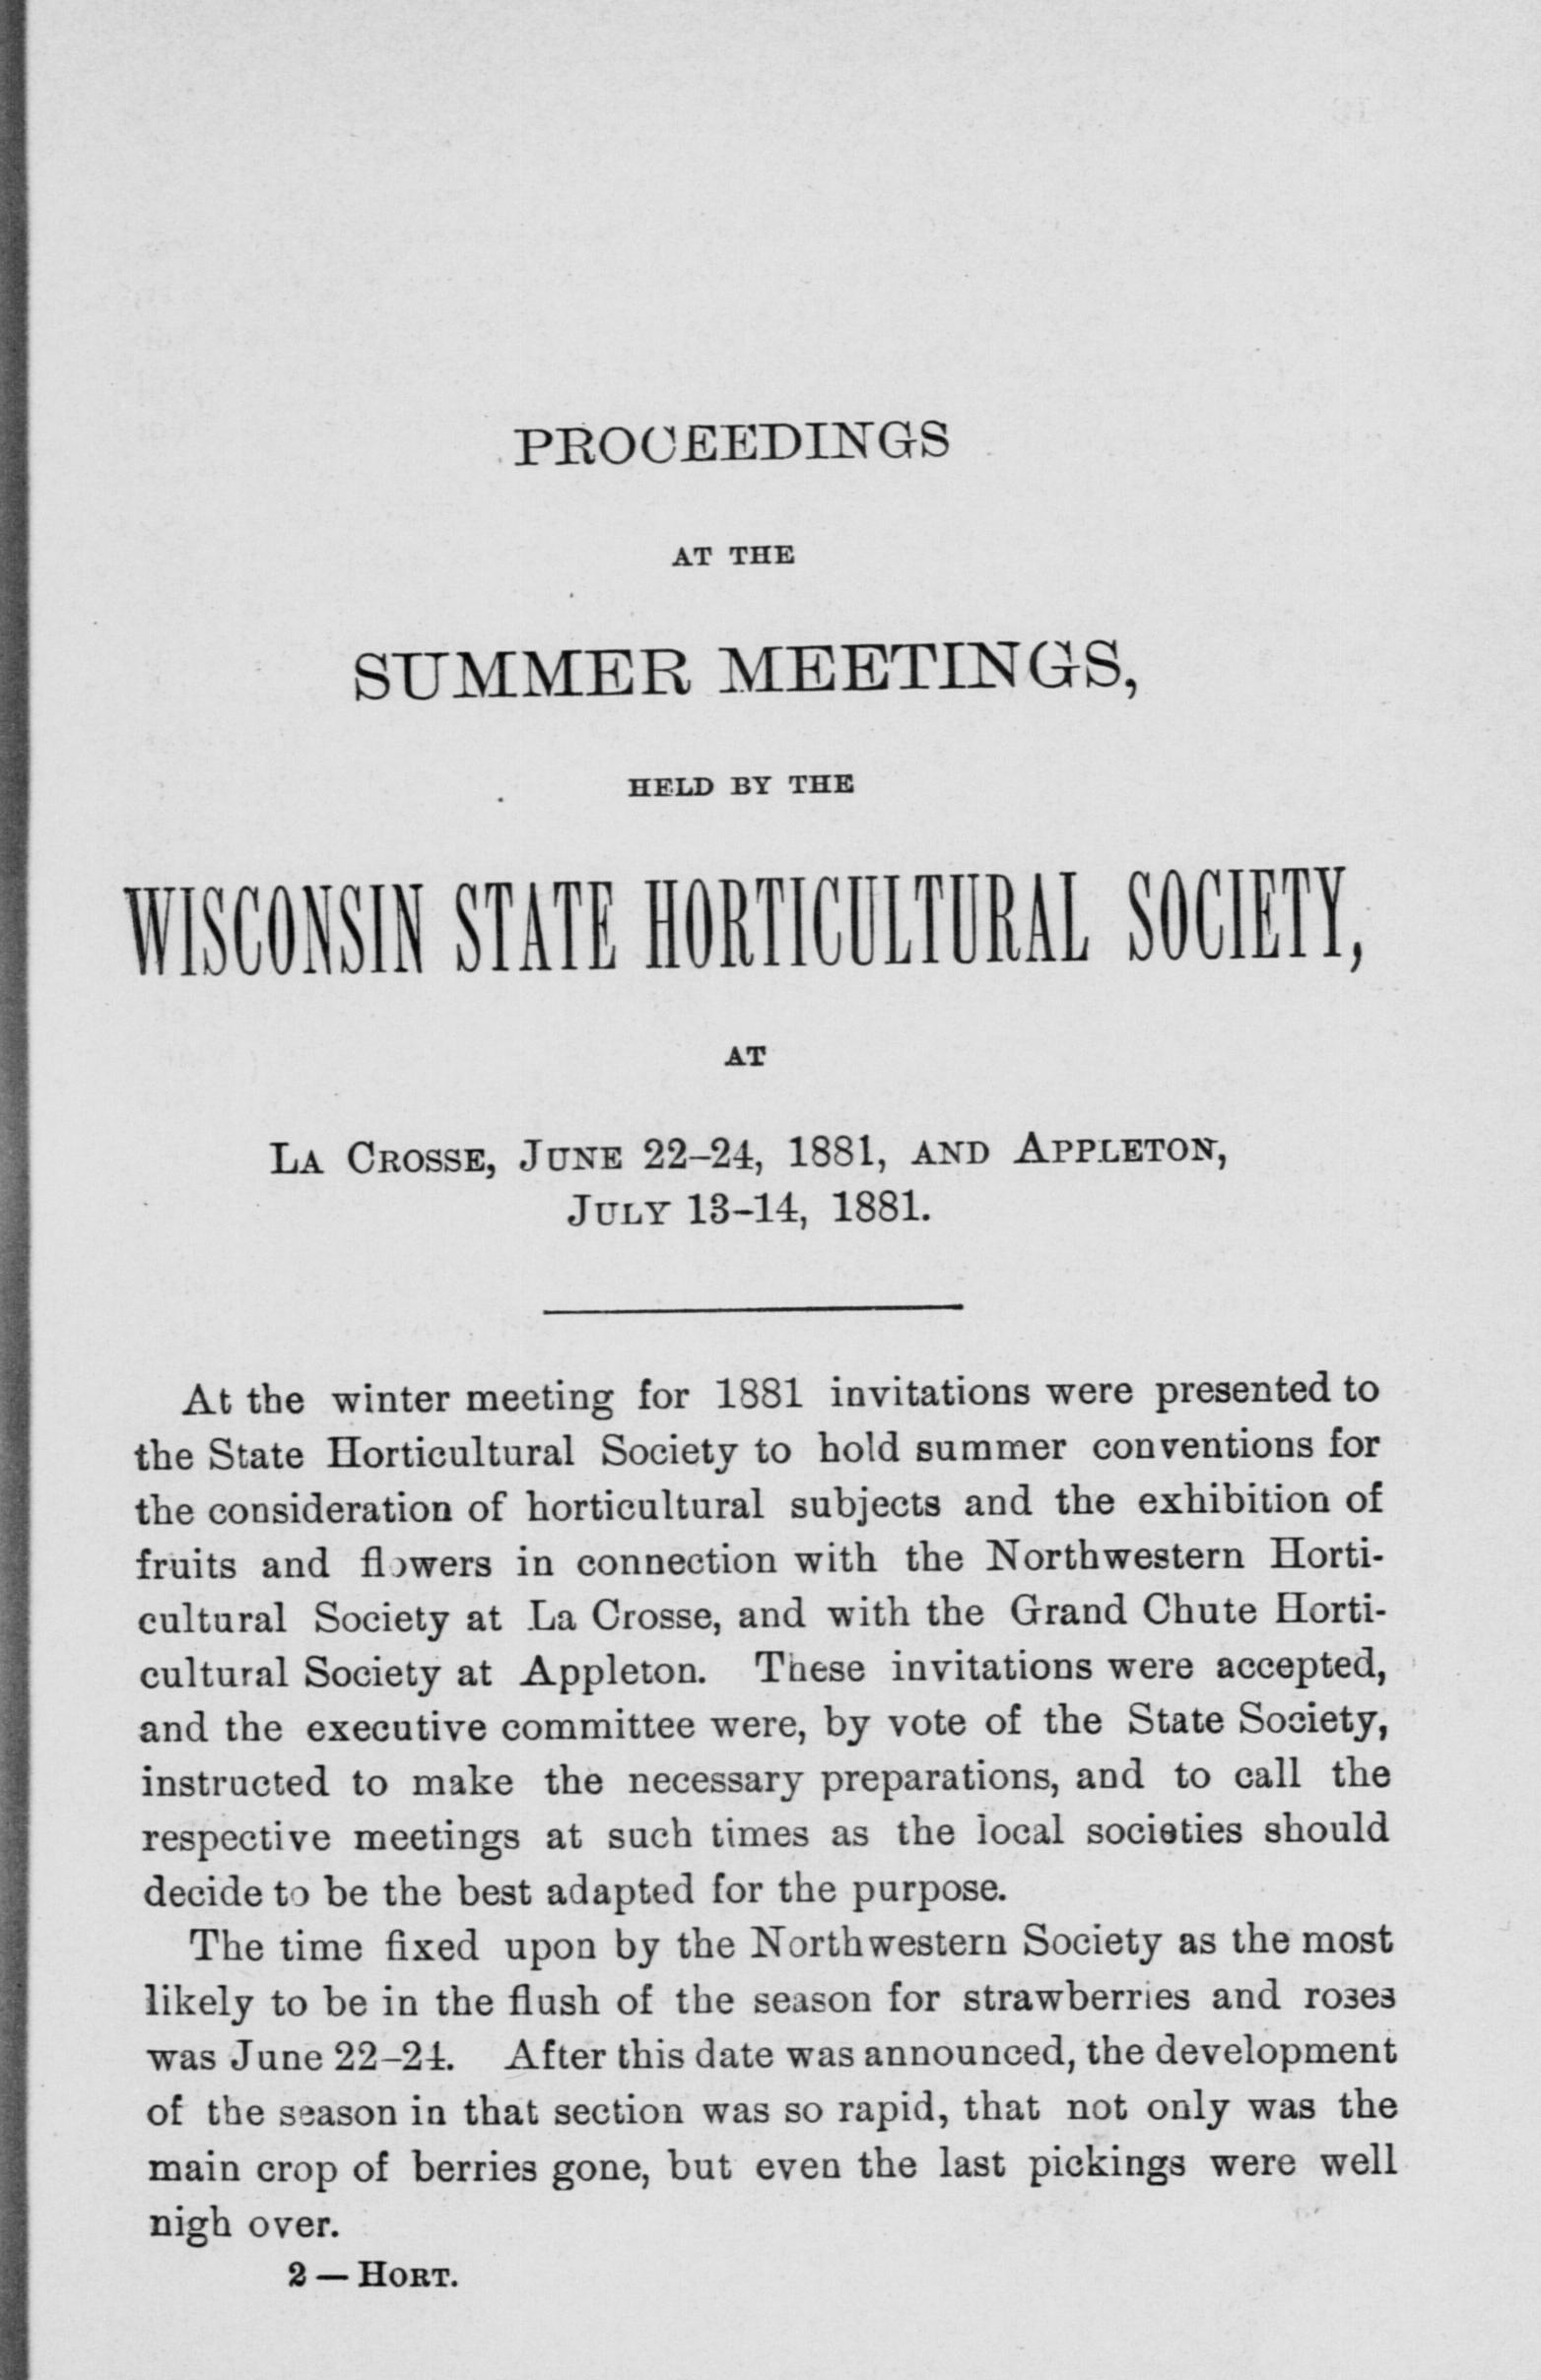 PROCEEDINGS
AT THE
SUMMER MEETINGS,
HELD BY THE
WISCONSIN STATE HORTICULTURAL SOCIETY,
AT
LA CROSSE, JUNE 22–24, 1881, AND APPLETON,
JULY 13–14, 1881.
At the winter meeting for 1881 invitations were presented to
the State Horticultural Society to hold summer conventions for
the consideration of horticultural subjects and the exhibition of
fruits and flowers in connection with the Northwestern Horti-
cultural Society at La Crosse, and with the Grand Chute Horti-
cultural Society at Appleton. These invitations were accepted,
and the executive committee were, by vote of the State Society,
instructed to make the necessary preparations, and to call the
respective meetings at such times as the local societies should
decide to be the best adapted for the purpose.
The time fixed upon by the Northwestern Society as the most
likely to be in the flush of the season for strawberries and roses
was June 22–24. After this date was announced, the development
of the season in that section was so rapid, that not only was the
main crop of berries gone, but even the last pickings were well
nigh over.
2 — HORT.